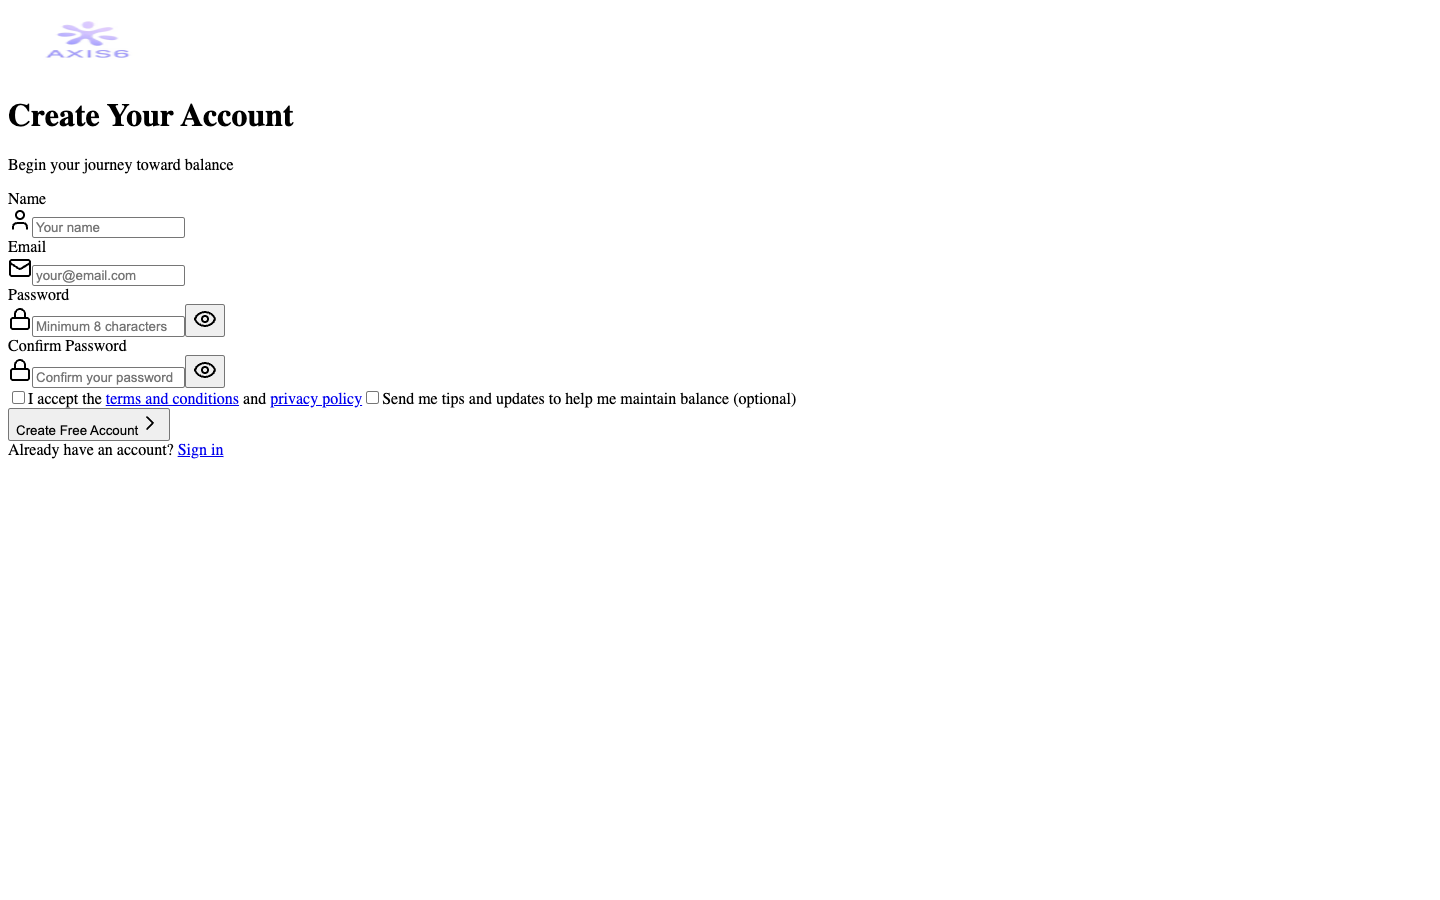 AXIS6
Create Your Account
Begin your journey toward balance
Name
Your name
Email
your@email.com
Password
Minimum 8 characters
Confirm Password
Confirm your password
I accept the terms and conditions and privacy policy Send me tips and updates to help me maintain balance (optional)
Create Free Account
Already have an account? Sign in